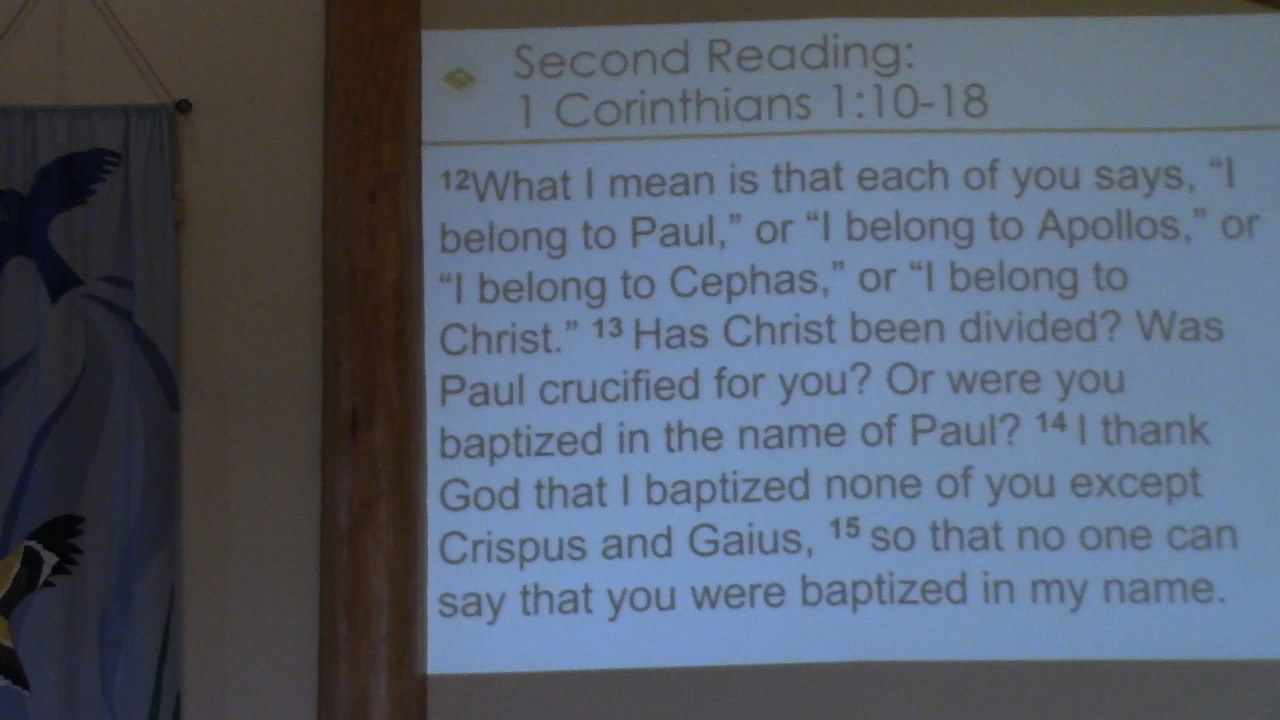 Second Reading:
1 Corinthians 1:10-18
¹²What I mean is that each of you says, “I
belong to Paul,” or “I belong to Apollos,” or
“I belong to Cephas,” or “I belong to
Christ.” ¹³ Has Christ been divided? Was
Paul crucified for you? Or were you
baptized in the name of Paul? ¹⁴ I thank
God that I baptized none of you except
Crispus and Gaius, ¹⁵ so that no one can
say that you were baptized in my name.